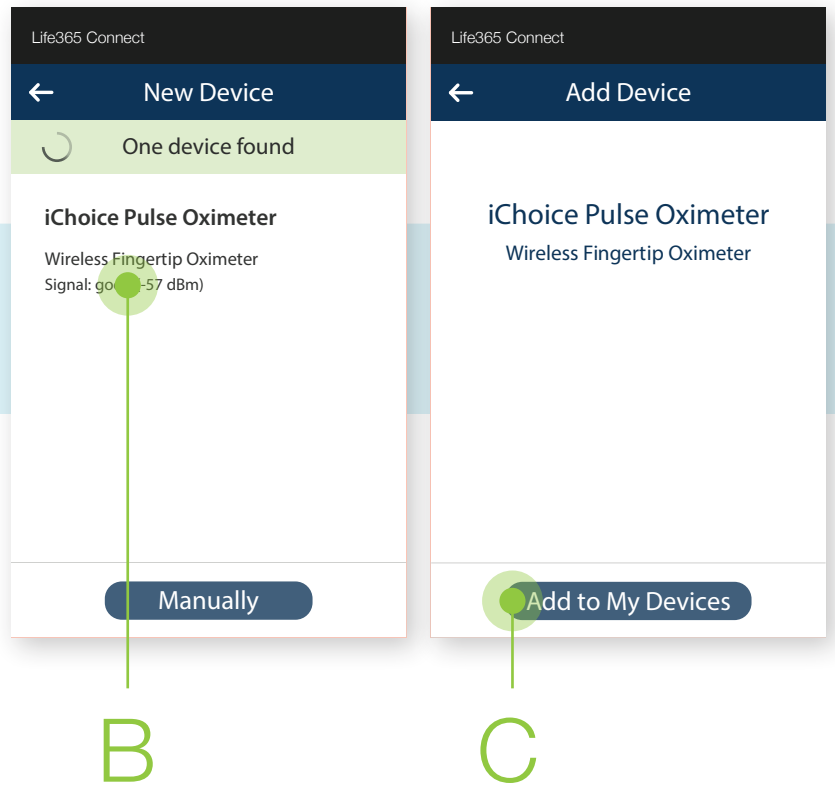 Life365 Connect
New Device
One device found
iChoice Pulse Oximeter
Wireless Fingertip Oximeter
Signal: -57 dBm)
Manually
B
Life365 Connect
Add Device
iChoice Pulse Oximeter
Wireless Fingertip Oximeter
Add to My Devices
C